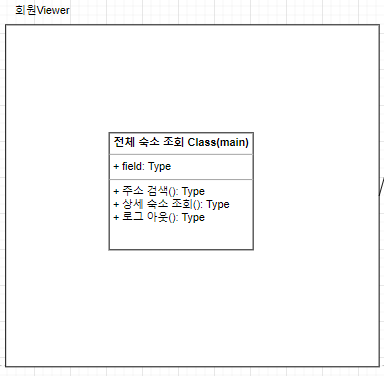 회원Viewer
전체 숙소 조회 Class(main)
+ field: Type
+ 주소 검색(): Type
+ 상세 숙소 조회(): Type
+ 로그 아웃(): Type